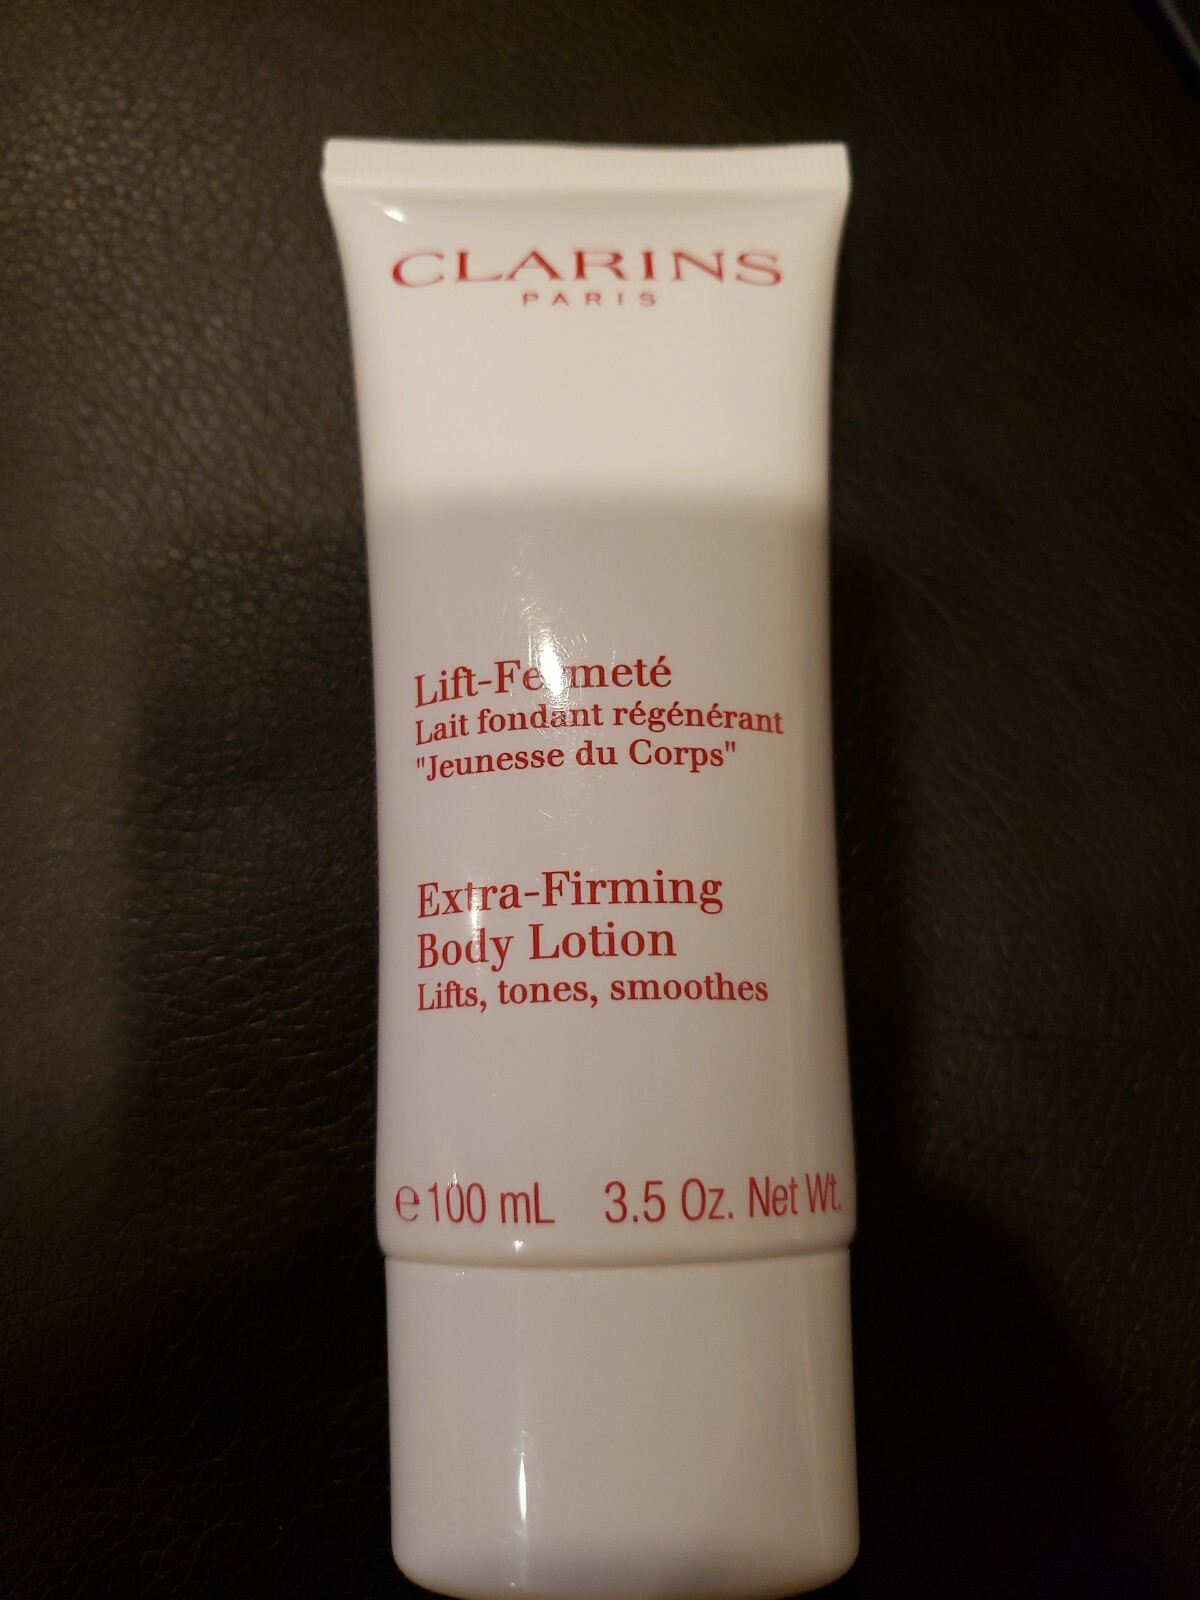 CLARINS
PARIS
Lift-Fermeté
Lait fondant régénérant
"Jeunesse du Corps"
Extra-Firming
Body Lotion
Lifts, tones, smoothes
℮ 100 mL 3.5 Oz. Net Wt.